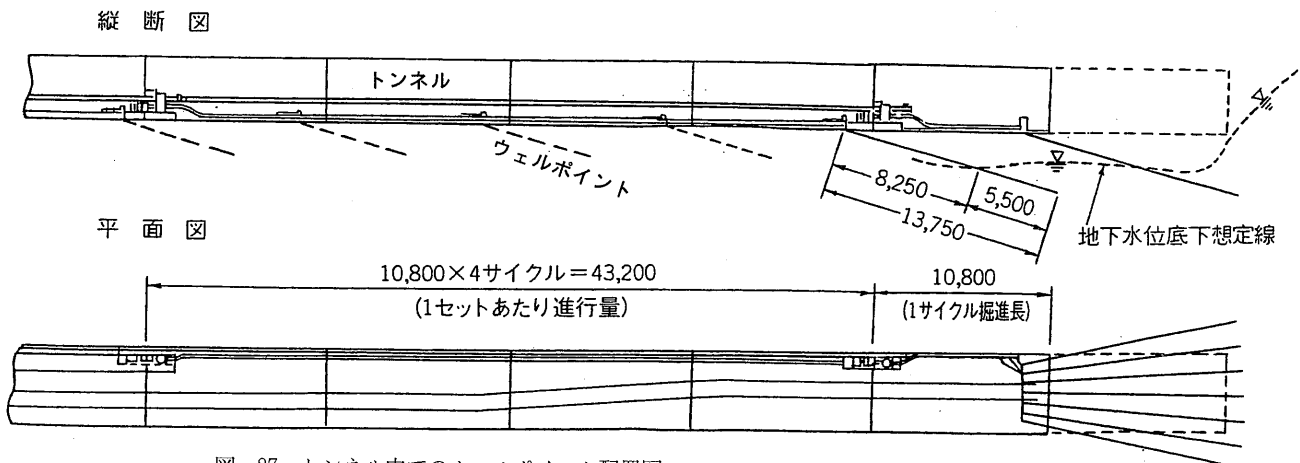 縦断図
トンネル
ウェルポイント
8,250
5,500
13,750
地下水位底下想定線
平面図
10,800×4サイクル=43,200
(1セットあたり進行量)
10,800
(1サイクル掘進長)